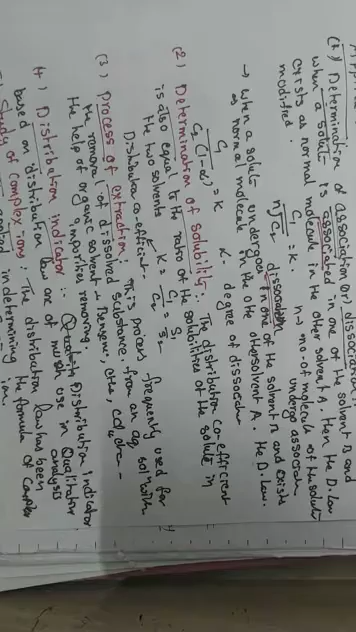 (1) Determination of association (or) dissociation
when a solute is associated in one of the solvent B and
exists as normal molecule in the other solvent A. then the D. law
modified.
C₁ / n√C₂ = K. n → no. of molecule of the solute
undergo association
→ when a solute undergoes dissociation in one of the solvent B and exists
as normal molecule in the othe solvent A. The D. law.
C₁ / C₂ (1-α) = K α - degree of dissocia
(2) Determination of solubility:. The distribution co-efficient
is also equal to the ratio of the solubilities of the solute in
the two solvents
Distribution co-efficient K = C₁/C₂ = S₁/S₂
(3) process of extraction: This process frequently used for
the removal of dissolved substance from an aq soln with
the help of organic solvent
impurities removing.
(4) Distribution indicator:- Distribution indicator
based on distribution law are of much use in Qualitative
analysis
Study of complex ions: The distribution law has been
applied in determining the formula of complex
ion.